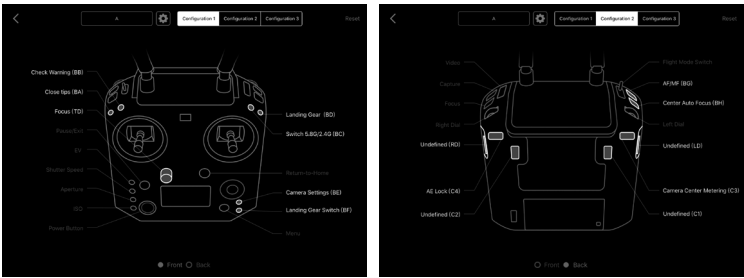 A
Configuration 1
Configuration 2
Configuration 3
Reset
Check Warning (BB)
Close tips (BA)
Focus (TD)
Focus/Exit
EV
Shutter Speed
Aperture
ISO
Power Button
Landing Gear (BD)
Switch 5.8G/2.4G (BC)
Return-to-Home
Camera Settings (BE)
Landing Gear Switch (BF)
Menu
Front
Back
A
Configuration 1
Configuration 2
Configuration 3
Reset
Video
Capture
Focus
Right Dial
Undefined (RD)
AE Lock (C4)
Undefined (C2)
Flight Mode Switch
AF/MF (BG)
Center Auto Focus (BH)
Left Dial
Undefined (LD)
Camera Center Metering (C3)
Undefined (C1)
Front
Back